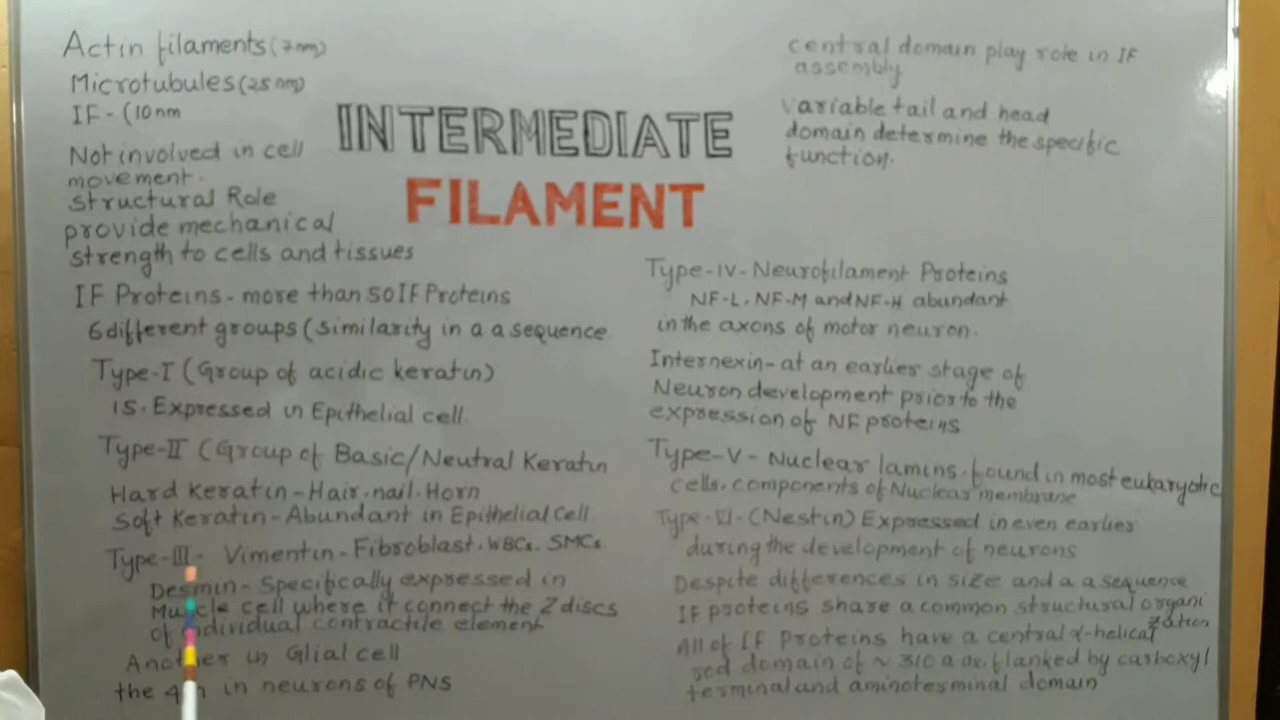 Actin filaments (7nm)
Microtubules (25 nm)
IF - (10nm
Not involved in cell
movement.
structural Role
provide mechanical
strength to cells and tissues
INTERMEDIATE
FILAMENT
central domain play role in IF
assembly
variable tail and head
domain determine the specific
function.
IF Proteins - more than 50 IF Proteins
6 different groups (similarity in a a sequence
Type-I (Group of acidic keratin)
15. Expressed in Epithelial cell
Type-II (Group of Basic/Neutral Keratin
Hard Keratin - Hair. nail. Horn
Soft Keratin - Abundant in Epithelial Cell
Type-III - Vimentin - Fibroblast. WBCs. SMCs
Desmin - Specifically expressed in
Muscle cell where it connect the Z discs
of individual contractile element
Another in Glial cell
the 4th in neurons of PNS
Type-IV - Neurofilament Proteins
NF-L, NF-M and NF-H abundant
in the axons of motor neuron.
Internexin - at an earlier stage of
Neuron development prior to the
expression of NF proteins
Type-V - Nuclear lamins. found in most eukaryotic
cells. components of Nuclear membrane
Type-VI - (Nestin) Expressed in even earlier
during the development of neurons
Despite differences in size and a a sequence
IF proteins share a common structural organi
zation
All of IF Proteins have a central α-helical
rod domain of ~ 310 a as. flanked by carboxyl
terminal and aminoterminal domain